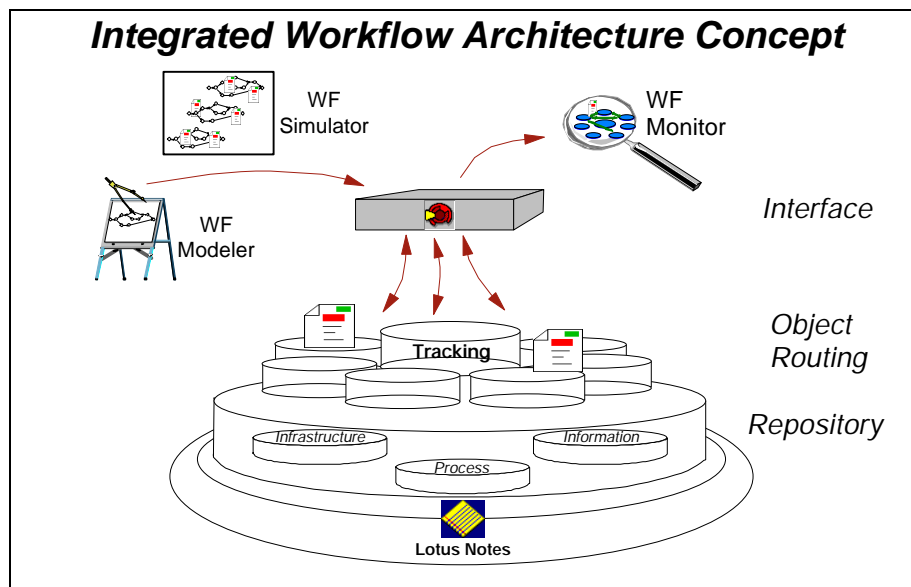 Integrated Workflow Architecture Concept
WF
Simulator
WF
Monitor
WF
Modeler
Interface
Object
Routing
Tracking
Repository
Infrastructure
Information
Process
Lotus Notes